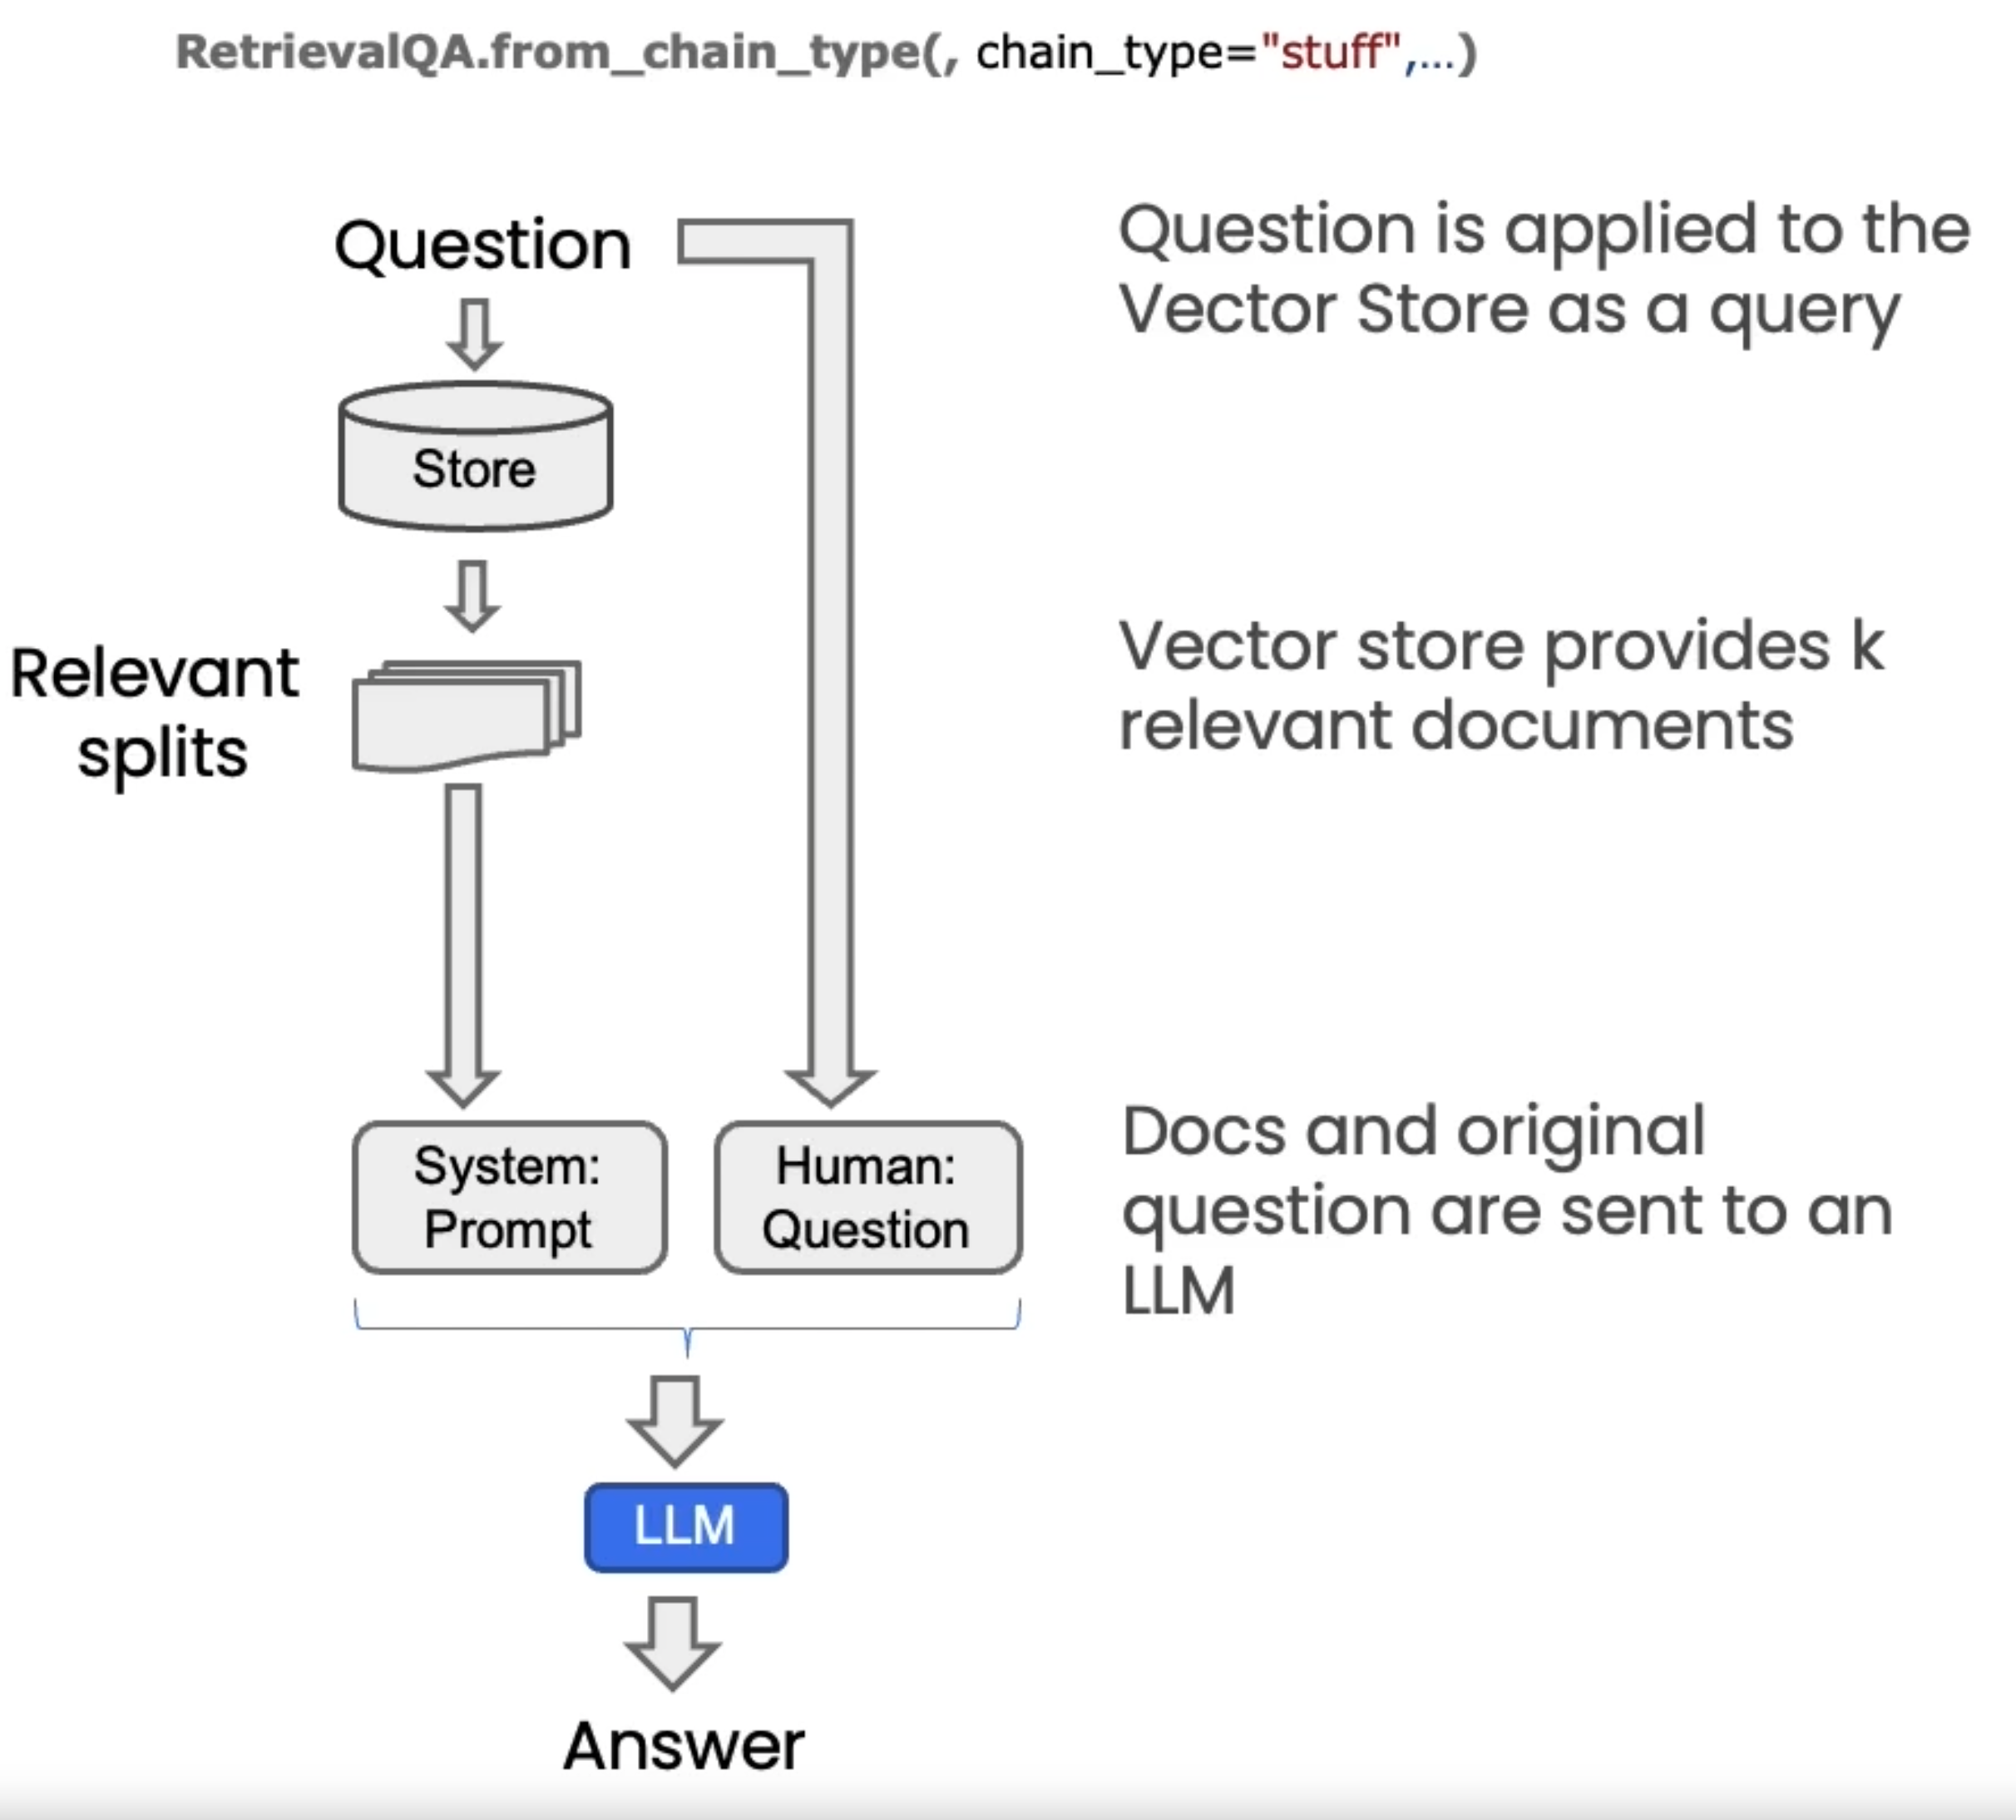 RetrievalQA.from_chain_type(, chain_type="stuff",...)
Question
Question is applied to the
Vector Store as a query
Store
Relevant
splits
Vector store provides k
relevant documents
System:
Prompt
Human:
Question
Docs and original
question are sent to an
LLM
LLM
Answer